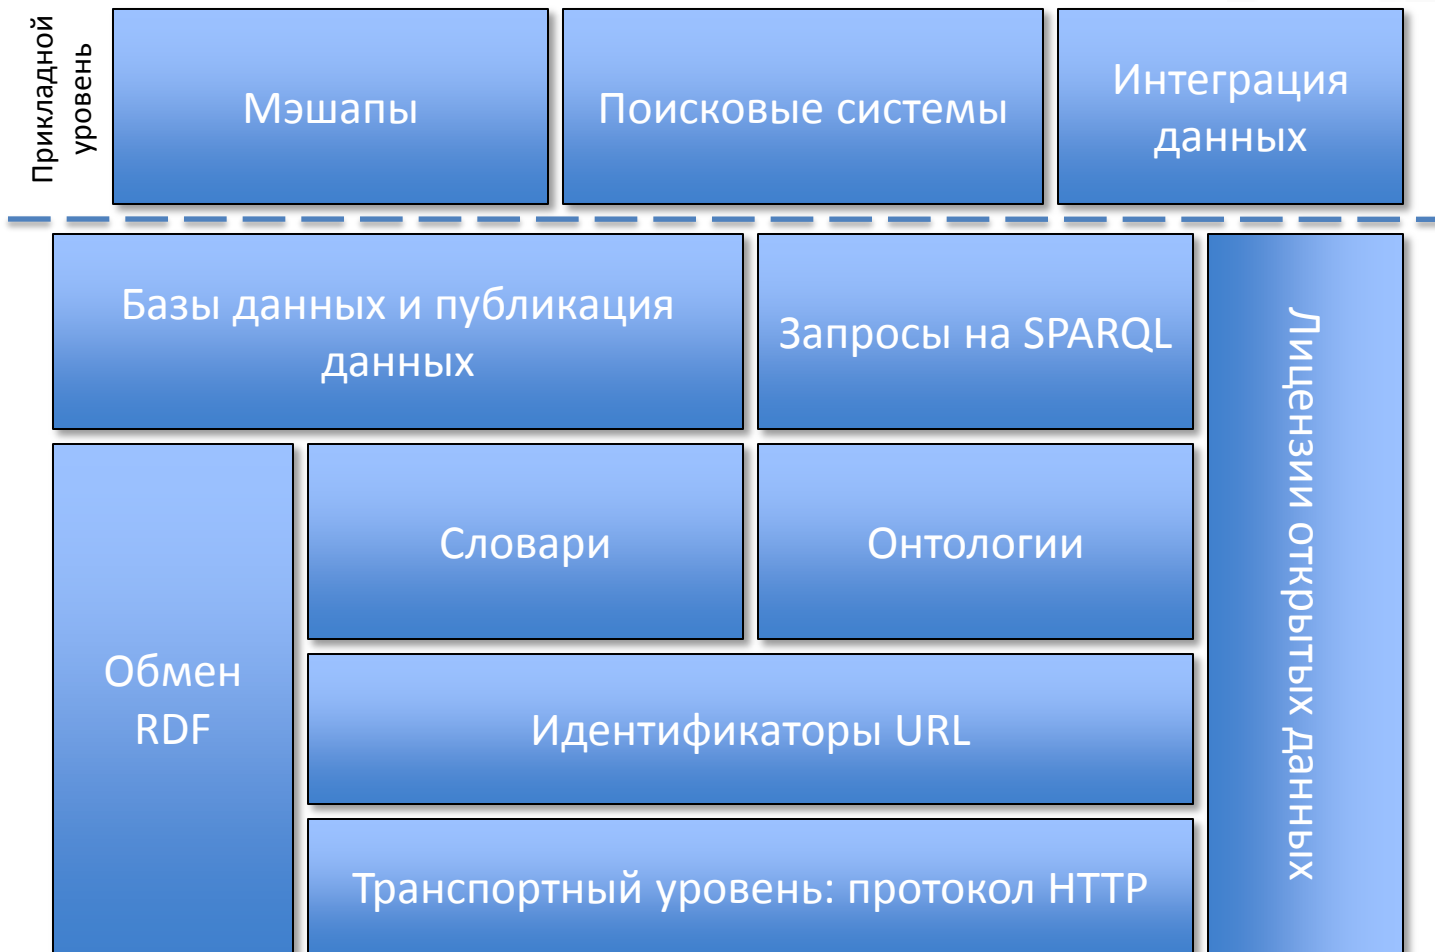 Прикладной
уровень
Мэшапы
Поисковые системы
Интеграция
данных
Базы данных и публикация
данных
Запросы на SPARQL
Лицензии открытых данных
Обмен
RDF
Словари
Онтологии
Идентификаторы URL
Транспортный уровень: протокол HTTP